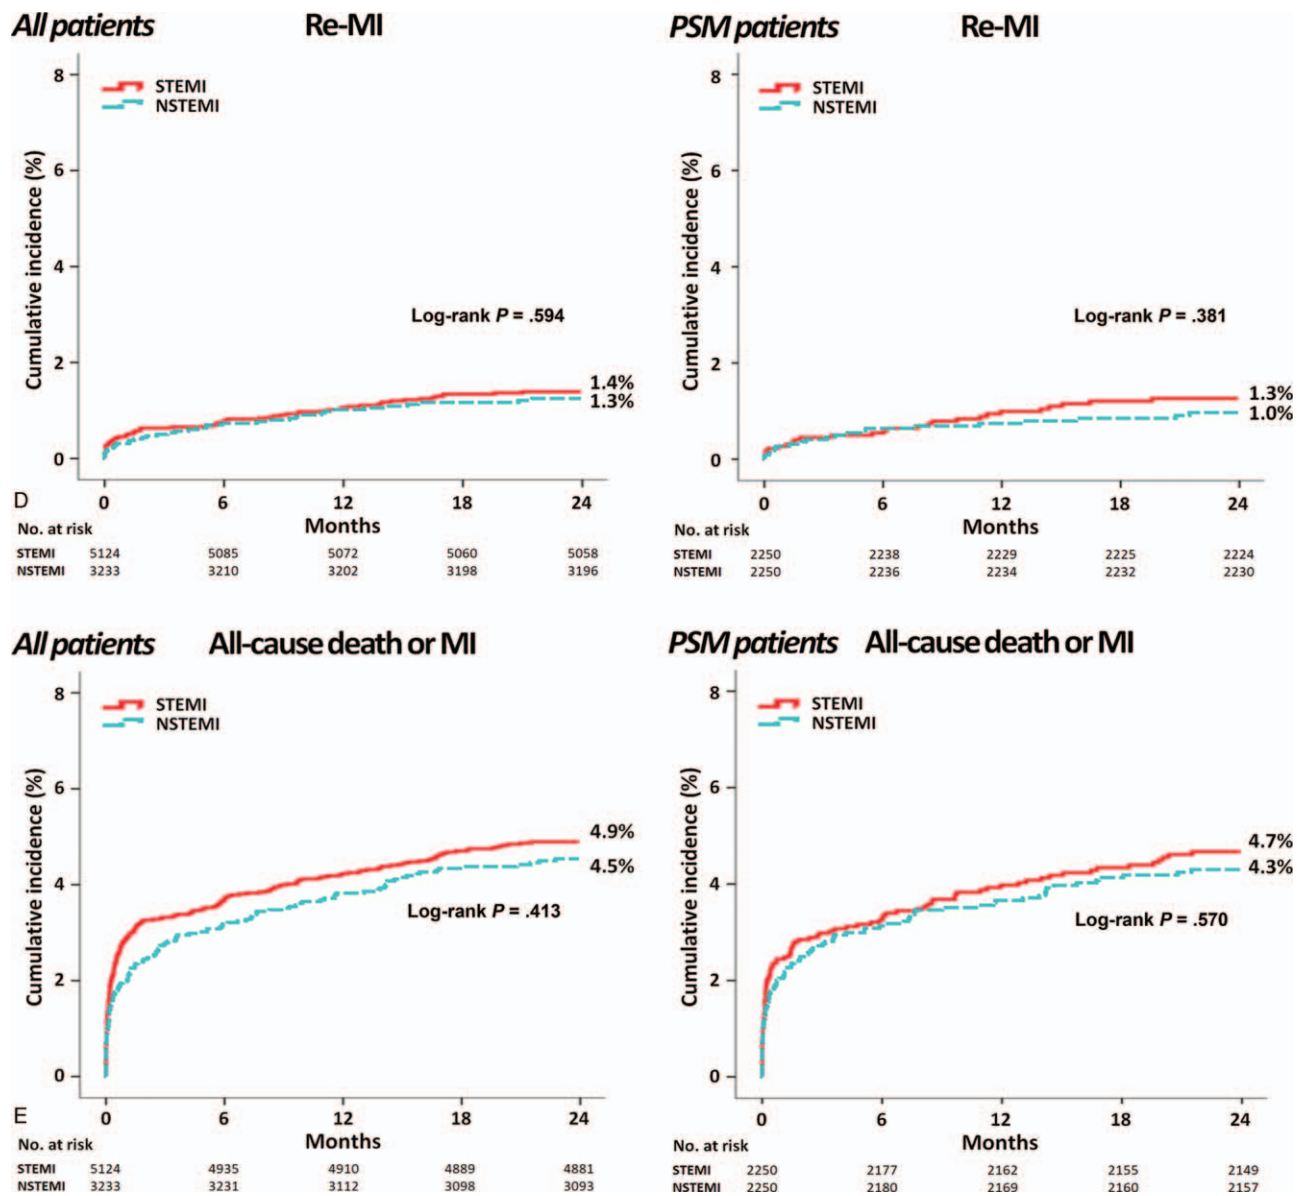 All patients Re-MI
8
6
4
2
0
Cumulative incidence (%)
STEMI
NSTEMI
Log-rank P = .594
1.4%
1.3%
0 6 12 18 24
D
Months
No. at risk
STEMI 5124 5085 5072 5060 5058
NSTEMI 3233 3210 3202 3198 3196
PSM patients Re-MI
8
6
4
2
0
Cumulative incidence (%)
STEMI
NSTEMI
Log-rank P = .381
1.3%
1.0%
0 6 12 18 24
Months
No. at risk
STEMI 2250 2238 2229 2225 2224
NSTEMI 2250 2236 2234 2232 2230
All patients All-cause death or MI
8
6
4
2
0
Cumulative incidence (%)
STEMI
NSTEMI
4.9%
4.5%
Log-rank P = .413
0 6 12 18 24
E
Months
No. at risk
STEMI 5124 4935 4910 4889 4881
NSTEMI 3233 3231 3112 3098 3093
PSM patients All-cause death or MI
8
6
4
2
0
Cumulative incidence (%)
STEMI
NSTEMI
4.7%
4.3%
Log-rank P = .570
0 6 12 18 24
Months
No. at risk
STEMI 2250 2177 2162 2155 2149
NSTEMI 2250 2180 2169 2160 2157